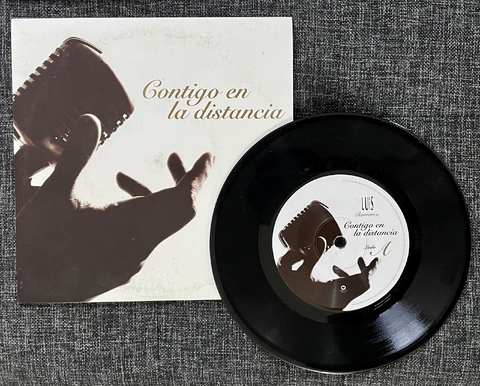 Contigo en
la distancia
LUIS
Romance
Contigo en
la distancia
Lado A